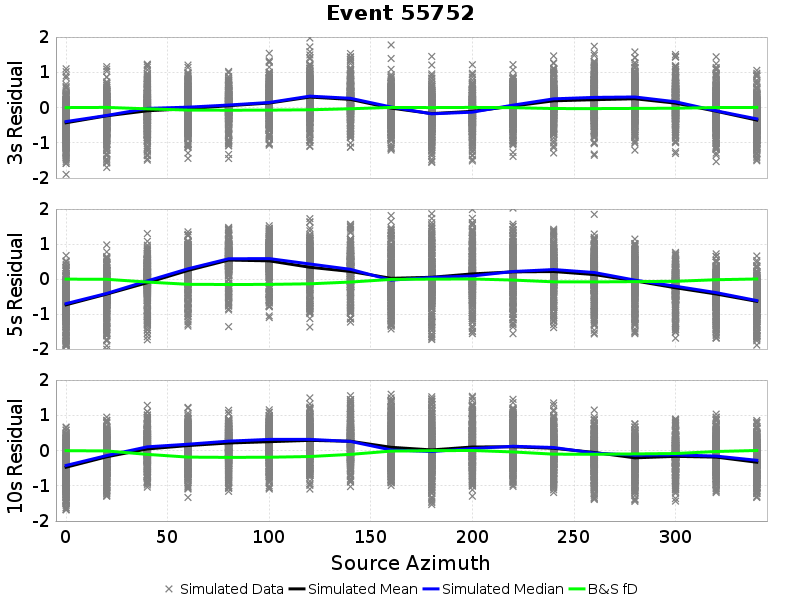 Event 55752
3s Residual
2
1
0
-1
-2
5s Residual
2
1
0
-1
-2
10s Residual
2
1
0
-1
-2
0 50 100 150 200 250 300
Source Azimuth
Simulated Data Simulated Mean Simulated Median B&S fD